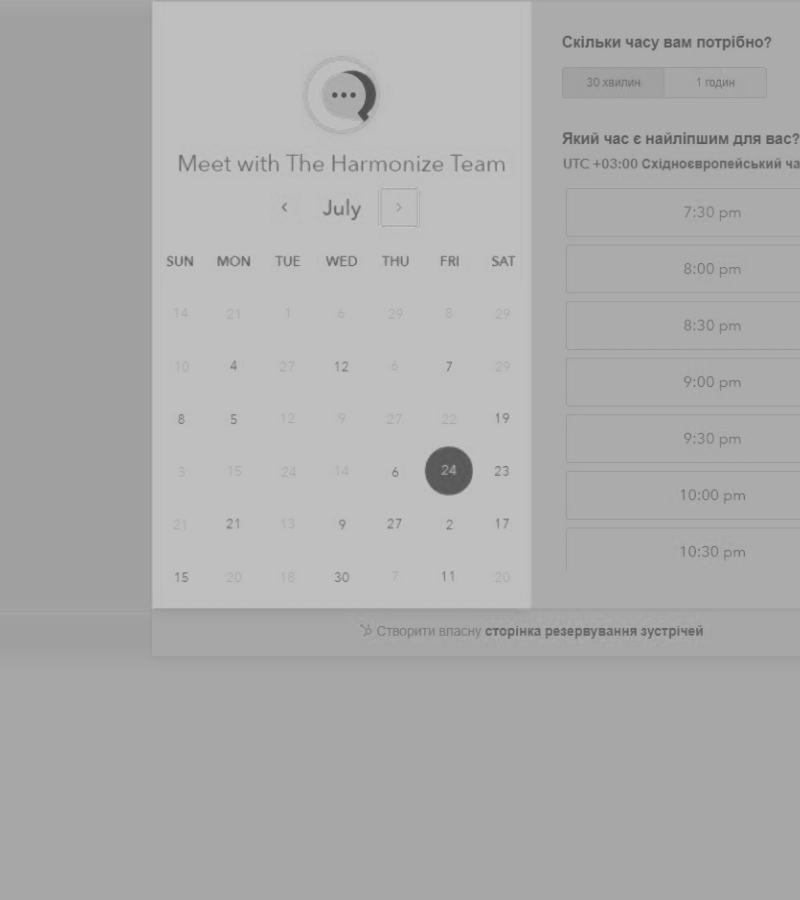 Meet with The Harmonize Team
July
SUN MON TUE WED THU FRI SAT
14 21 1 6 29 8 29
10 4 27 12 6 7 29
8 5 12 9 27 22 19
3 15 24 14 6 24 23
21 21 13 9 27 2 17
15 20 18 30 7 11 20
Скільки часу вам потрібно?
30 хвилин 1 годин
Який час є найліпшим для вас?
UTC +03:00 Східноєвропейський ча
7:30 pm
8:00 pm
8:30 pm
9:00 pm
9:30 pm
10:00 pm
10:30 pm
Створити власну сторінка резервування зустрічей